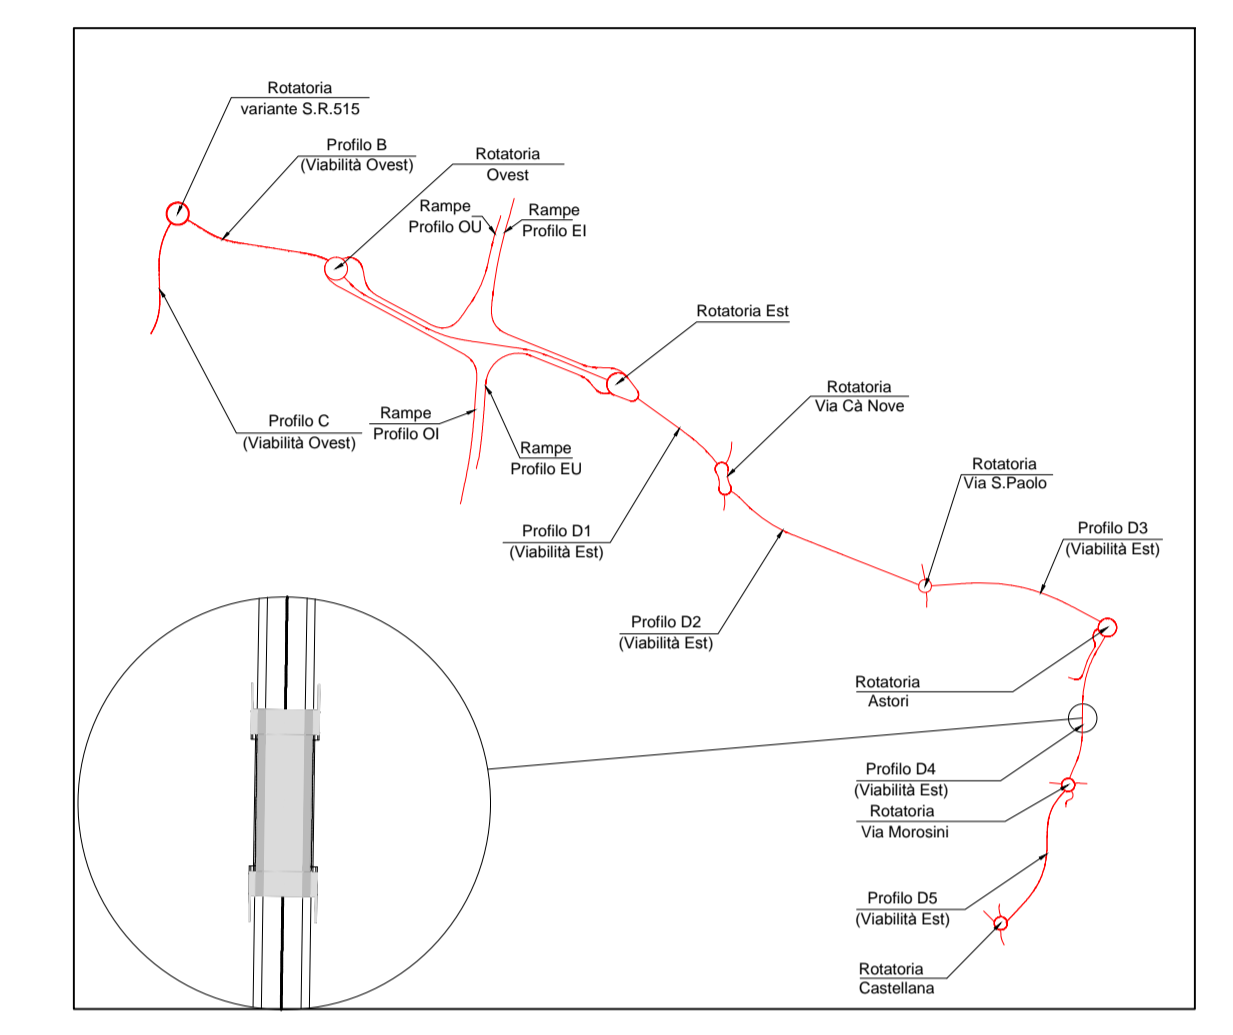 Rotatoria
variante S.R.515
Profilo B
(Viabilità Ovest)
Rotatoria
Ovest
Rampe
Profilo OU
Rampe
Profilo EI
Rotatoria Est
Rotatoria
Via Cà Nove
Profilo C
(Viabilità Ovest)
Rampe
Profilo OI
Rampe
Profilo EU
Rotatoria
Via S.Paolo
Profilo D1
(Viabilità Est)
Profilo D3
(Viabilità Est)
Profilo D2
(Viabilità Est)
Rotatoria
Astori
Profilo D4
(Viabilità Est)
Rotatoria
Via Morosini
Profilo D5
(Viabilità Est)
Rotatoria
Castellana